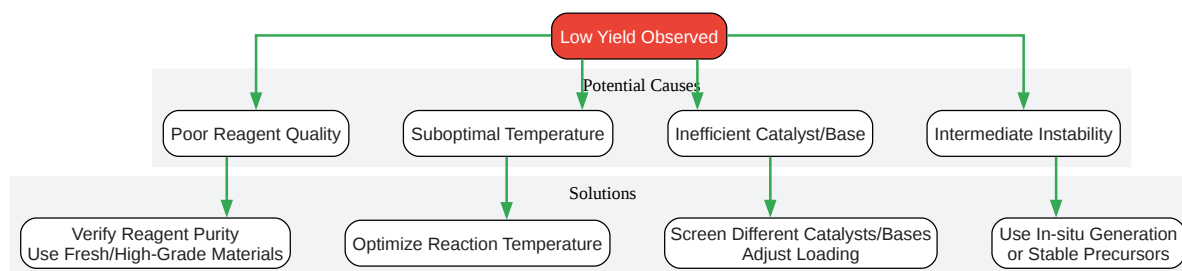 Low Yield Observed
Potential Causes
Poor Reagent Quality
Suboptimal Temperature
Inefficient Catalyst/Base
Intermediate Instability
Solutions
Verify Reagent Purity
Use Fresh/High-Grade Materials
Optimize Reaction Temperature
Screen Different Catalysts/Bases
Adjust Loading
Use In-situ Generation
or Stable Precursors